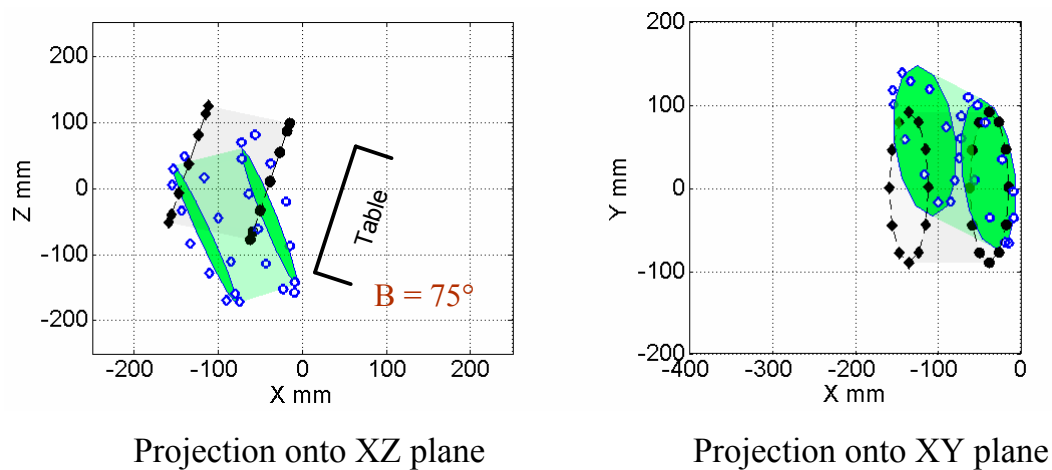 200
100
0
-100
-200
-200 -100 0 100 200
Z mm
X mm
Table
B = 75°
200
100
0
-100
-200
-400 -300 -200 -100 0
Y mm
X mm
Projection onto XZ plane
Projection onto XY plane